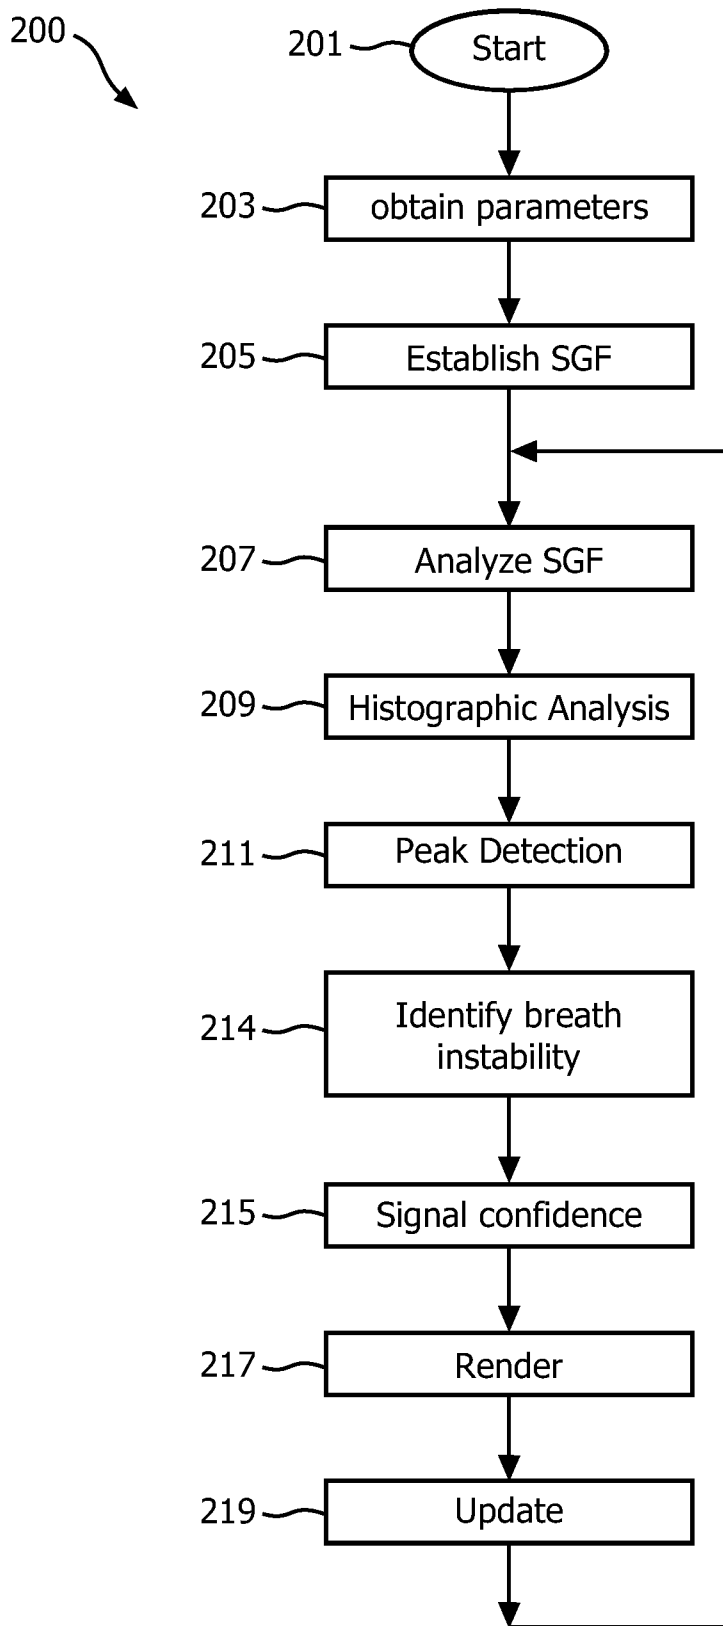 200
201
Start
203
obtain parameters
205
Establish SGF
207
Analyze SGF
209
Histographic Analysis
211
Peak Detection
214
Identify breath
instability
215
Signal confidence
217
Render
219
Update